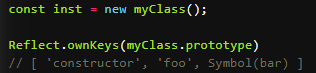 const inst = new myClass();
Reflect.ownKeys(myClass.prototype)
// [ 'constructor', 'foo', Symbol(bar) ]